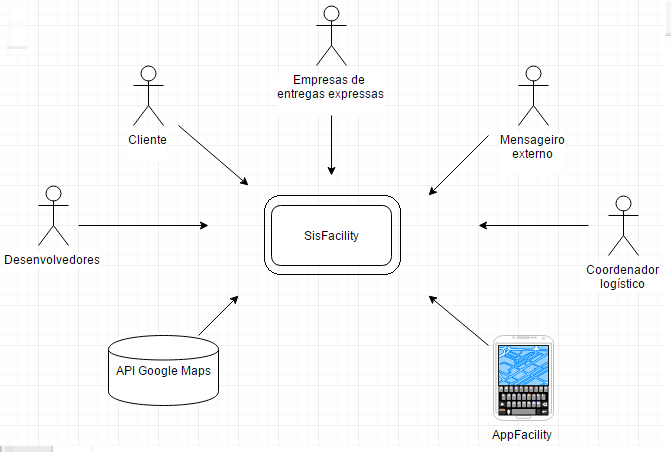 Empresas de
entregas expressas
Cliente
Mensageiro
externo
SisFacility
Desenvolvedores
Coordenador
logístico
API Google Maps
AppFacility